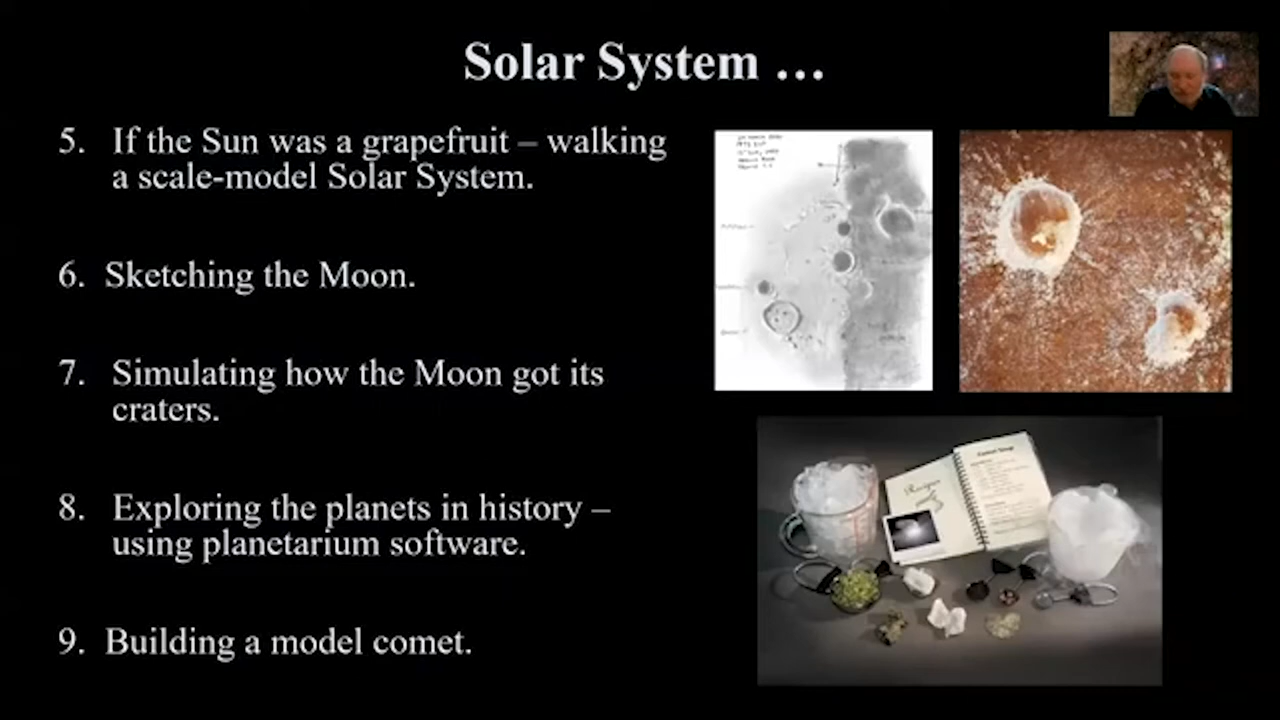 Solar System …
5. If the Sun was a grapefruit – walking
a scale-model Solar System.
6. Sketching the Moon.
7. Simulating how the Moon got its
craters.
8. Exploring the planets in history –
using planetarium software.
9. Building a model comet.
Recipes